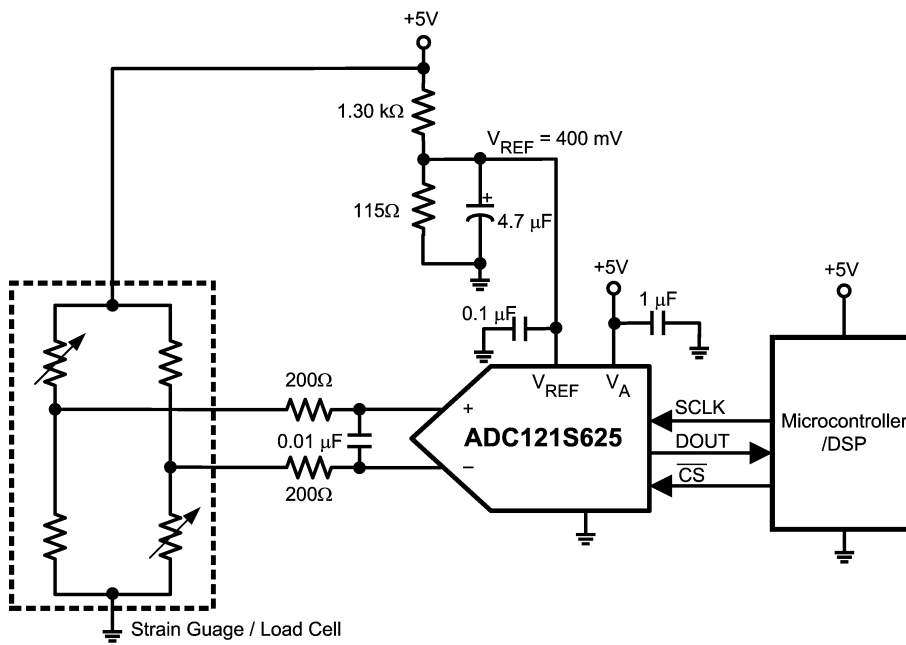 +5V
1.30 kΩ
V_REF = 400 mV
115Ω
+
4.7 µF
+5V
+5V
0.1 µF
1 µF
V_REF
V_A
200Ω
+
SCLK
Microcontroller
/DSP
0.01 µF
ADC121S625
DOUT
−
C̅S̅
200Ω
Strain Guage / Load Cell